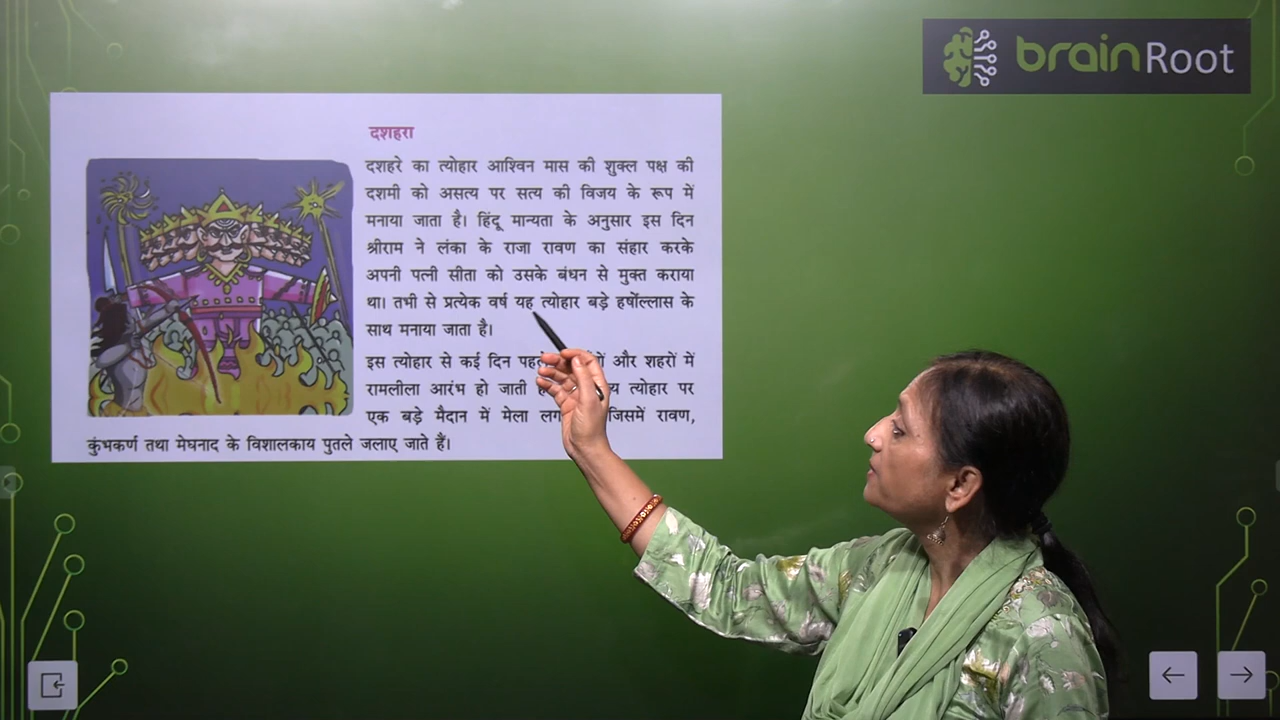 brainRoot
दशहरा
दशहरे का त्योहार आश्विन मास की शुक्ल पक्ष की
दशमी को असत्य पर सत्य की विजय के रूप में
मनाया जाता है। हिंदू मान्यता के अनुसार इस दिन
श्रीराम ने लंका के राजा रावण का संहार करके
अपनी पत्नी सीता को उसके बंधन से मुक्त कराया
था। तभी से प्रत्येक वर्ष यह त्योहार बड़े हर्षोल्लास के
साथ मनाया जाता है।
इस त्योहार से कई दिन और शहरों में
रामलीला आरंभ हो जाती त्योहार पर
एक बड़े मैदान में मेला जिसमें रावण,
कुंभकर्ण तथा मेघनाद के विशालकाय पुतले जलाए जाते हैं।